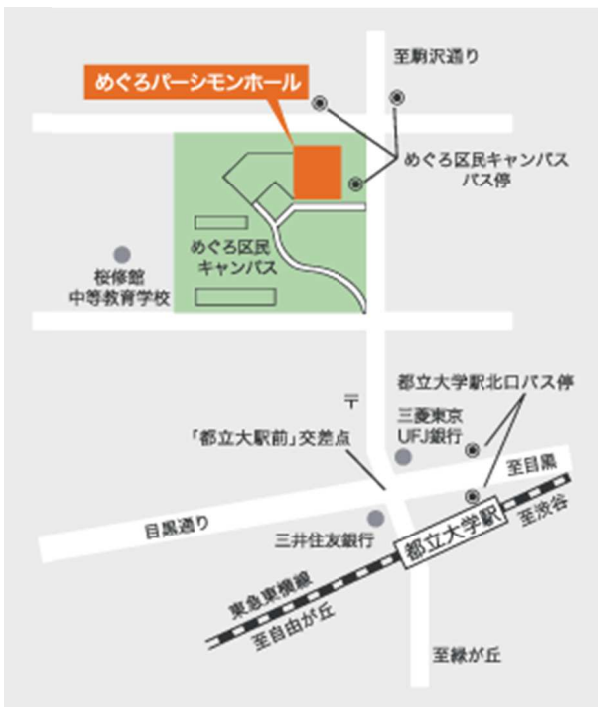 至駒沢通り
めぐろパーシモンホール
めぐろ区民キャンパス
バス停
めぐろ区民
キャンパス
桜修館
中等教育学校
都立大学駅北口バス停
〒
三菱東京
UFJ銀行
「都立大駅前」交差点
至目黒
目黒通り
三井住友銀行
都立大学駅
至渋谷
東急東横線
至自由が丘
至緑が丘